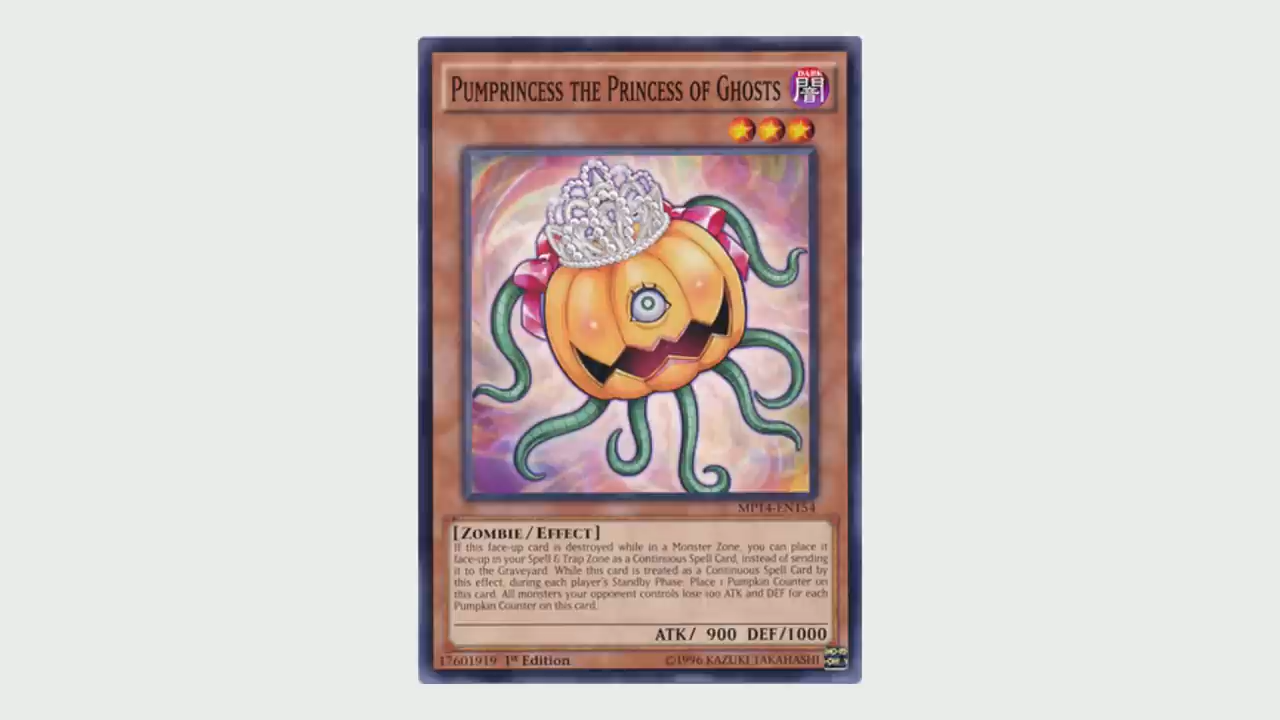 PUMPRINCESS THE PRINCESS OF GHOSTS
DARK
闇
MP14-EN154
[ZOMBIE/EFFECT]
If this face-up card is destroyed while in a Monster Zone, you can place it
face-up in your Spell & Trap Zone as a Continuous Spell Card, instead of sending
it to the Graveyard. While this card is treated as a Continuous Spell Card by
this effect, during each player's Standby Phase: Place 1 Pumpkin Counter on
this card. All monsters your opponent controls lose 100 ATK and DEF for each
Pumpkin Counter on this card.
ATK/ 900 DEF/1000
17601919 1st Edition
©1996 KAZUKI TAKAHASHI